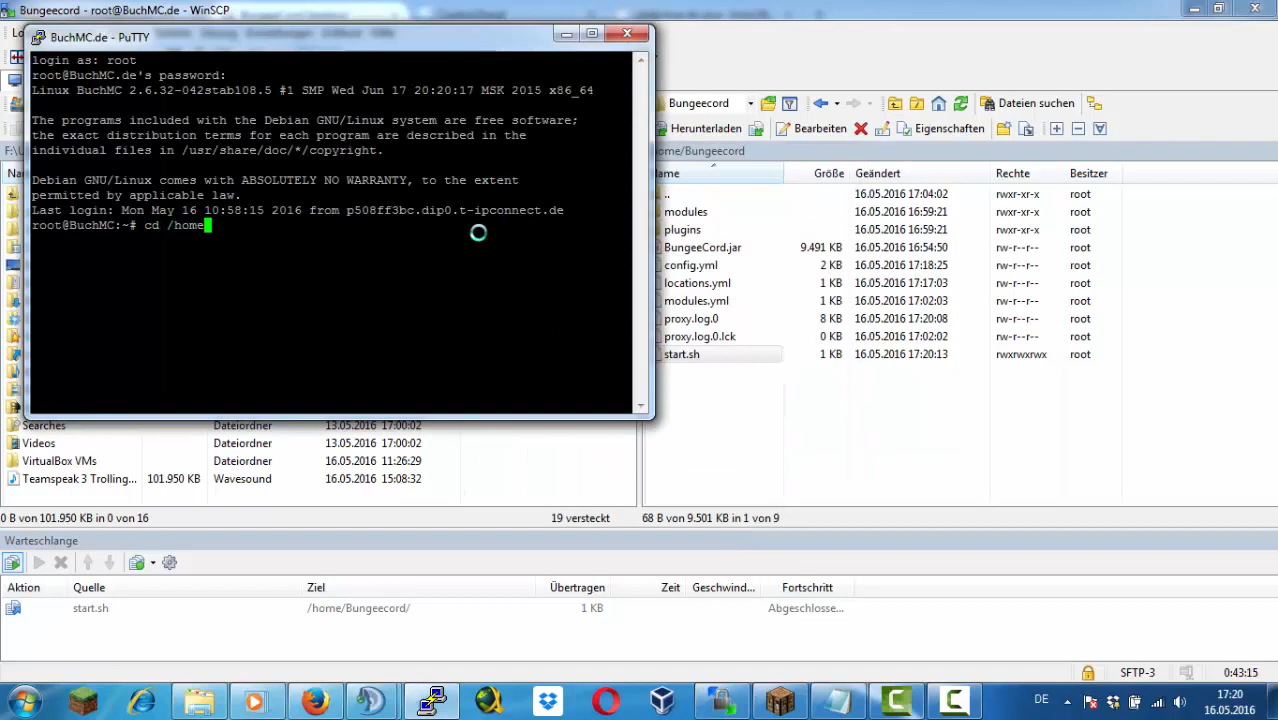 Bungeecord - root@BuchMC.de - WinSCP
BuchMC.de - PuTTY
login as: root
root@BuchMC.de's password:
Linux BuchMC 2.6.32-042stab108.5 #1 SMP Wed Jun 17 20:20:17 MSK 2015 x86_64
The programs included with the Debian GNU/Linux system are free software;
the exact distribution terms for each program are described in the
individual files in /usr/share/doc/*/copyright.
Debian GNU/Linux comes with ABSOLUTELY NO WARRANTY, to the extent
permitted by applicable law.
Last login: Mon May 16 10:58:15 2016 from p508ff3bc.dip0.t-ipconnect.de
root@BuchMC:~# cd /home
Bungeecord Dateien suchen
Herunterladen Bearbeiten Eigenschaften
ome/Bungeecord
ame Größe Geändert Rechte Besitzer
.. 16.05.2016 17:04:02 rwxr-xr-x root
modules 16.05.2016 16:59:21 rwxr-xr-x root
plugins 16.05.2016 16:59:21 rwxr-xr-x root
BungeeCord.jar 9.491 KB 16.05.2016 16:54:50 rw-r--r-- root
config.yml 2 KB 16.05.2016 17:18:25 rw-r--r-- root
locations.yml 1 KB 16.05.2016 17:17:03 rw-r--r-- root
modules.yml 1 KB 16.05.2016 17:02:03 rw-r--r-- root
proxy.log.0 8 KB 16.05.2016 17:20:08 rw-r--r-- root
proxy.log.0.lck 0 KB 16.05.2016 17:02:02 rw-r--r-- root
start.sh 1 KB 16.05.2016 17:20:13 rwxrwxrwx root
Searches Dateiordner 13.05.2016 17:00:02
Videos Dateiordner 13.05.2016 17:00:02
VirtualBox VMs Dateiordner 16.05.2016 11:26:29
Teamspeak 3 Trolling... 101.950 KB Wavesound 16.05.2016 15:08:32
0 B von 101.950 KB in 0 von 16 19 versteckt
68 B von 9.501 KB in 1 von 9
Warteschlange
Aktion Quelle Ziel Übertragen Zeit Geschwind... Fortschritt
start.sh /home/Bungeecord/ 1 KB Abgeschlosse...
SFTP-3 0:43:15
DE 17:20
16.05.2016